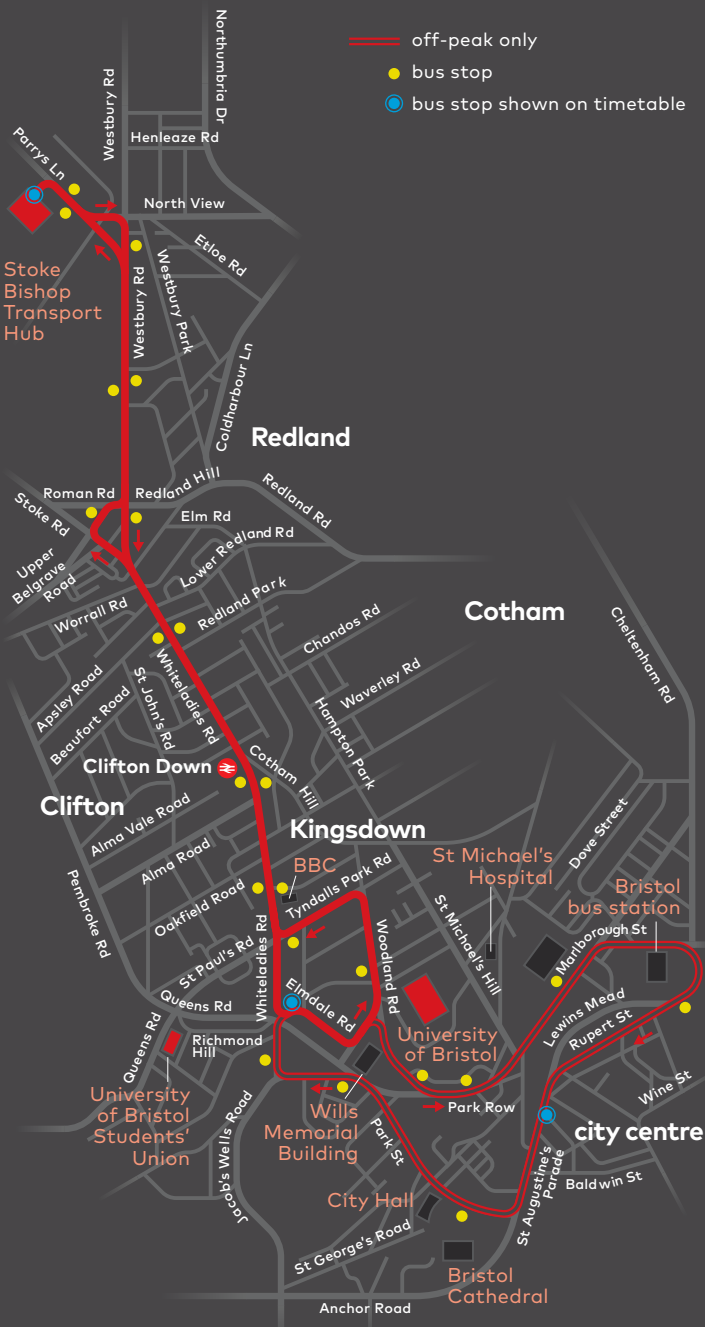 off-peak only
bus stop
bus stop shown on timetable
Northumbria Dr
Westbury Rd
Henleaze Rd
Parrys Ln
North View
Etloe Rd
Westbury Park
Westbury Rd
Stoke
Bishop
Transport
Hub
Coldharbour Ln
Redland
Roman Rd
Redland Hill
Redland Rd
Stoke Rd
Elm Rd
Lower Redland Rd
Upper
Belgrave
Road
Redland Park
Worrall Rd
Chandos Rd
Cotham
Cheltenham Rd
Apsley Road
Beaufort Road
St John's Rd
Whiteladies Rd
Waverley Rd
Hampton Park
Clifton Down
Cotham Hill
Clifton
Alma Vale Road
Kingsdown
Dove Street
Alma Road
BBC
St Michael's
Hospital
Bristol
bus station
Pembroke Rd
Oakfield Road
Tyndalls Park Rd
St Michael's Hill
Marlborough St
St Paul's Rd
Whiteladies Rd
Woodland Rd
Elmdale Rd
Lewins Mead
Rupert St
Queens Rd
Queens Rd
Richmond
Hill
University
of Bristol
Wine St
University
of Bristol
Students'
Union
Jacob's Wells Road
Wills
Memorial
Building
Park Row
Park St
city centre
St Augustine's
Parade
Baldwin St
City Hall
St George's Road
Bristol
Cathedral
Anchor Road